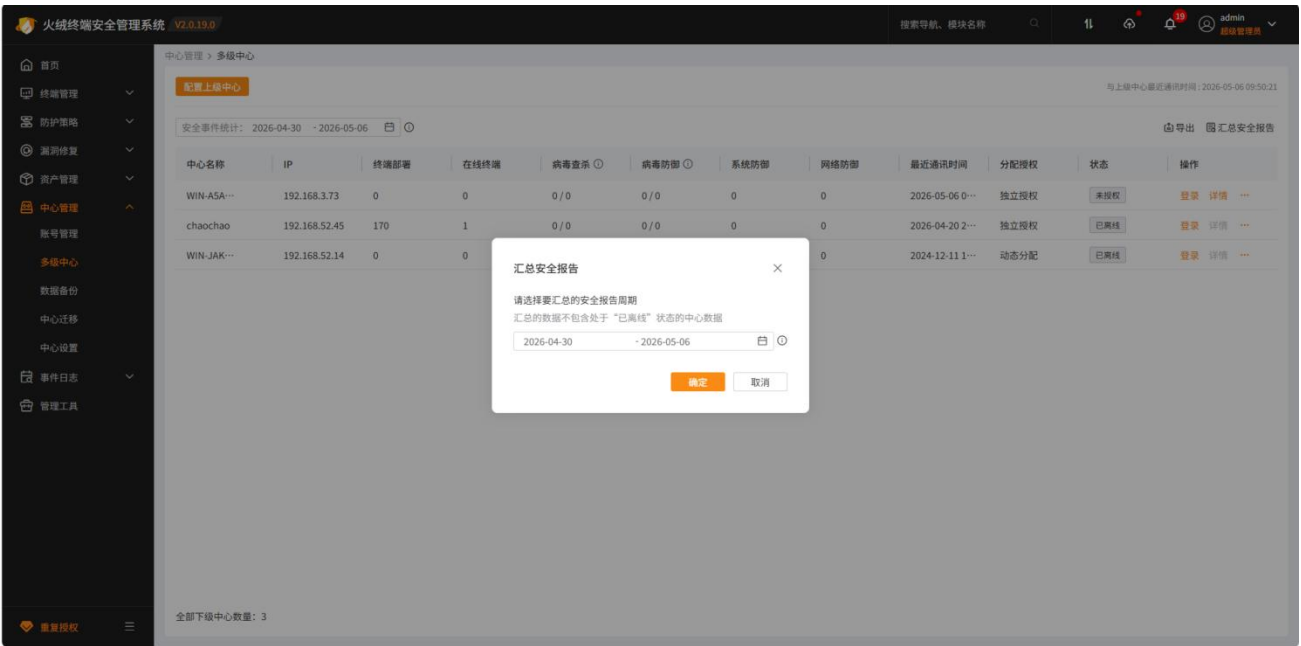 火绒终端安全管理系统 V2.0.19.0 搜索导航、模块名称 19 admin
超级管理员
首页
终端管理
防护策略
漏洞修复
资产管理
中心管理
账号管理
多级中心
数据备份
中心迁移
中心设置
事件日志
管理工具
重复授权
中心管理 > 多级中心
配置上级中心 与上级中心最近通讯时间 : 2026-05-06 09:50:21
安全事件统计： 2026-04-30 - 2026-05-06 导出 汇总安全报告
中心名称 IP 终端部署 在线终端 病毒查杀 病毒防御 系统防御 网络防御 最近通讯时间 分配授权 状态 操作
WIN-A5A··· 192.168.3.73 0 0 0 / 0 0 / 0 0 0 2026-05-06 0··· 独立授权 未授权 登录 详情 ···
chaochao 192.168.52.45 170 1 0 / 0 0 / 0 0 0 2026-04-20 2··· 独立授权 已离线 登录 详情 ···
WIN-JAK··· 192.168.52.14 0 0 0 2024-12-11 1··· 动态分配 已离线 登录 详情 ···
汇总安全报告
请选择要汇总的安全报告周期
汇总的数据不包含处于“已离线”状态的中心数据
2026-04-30 - 2026-05-06
确定 取消
全部下级中心数量：3